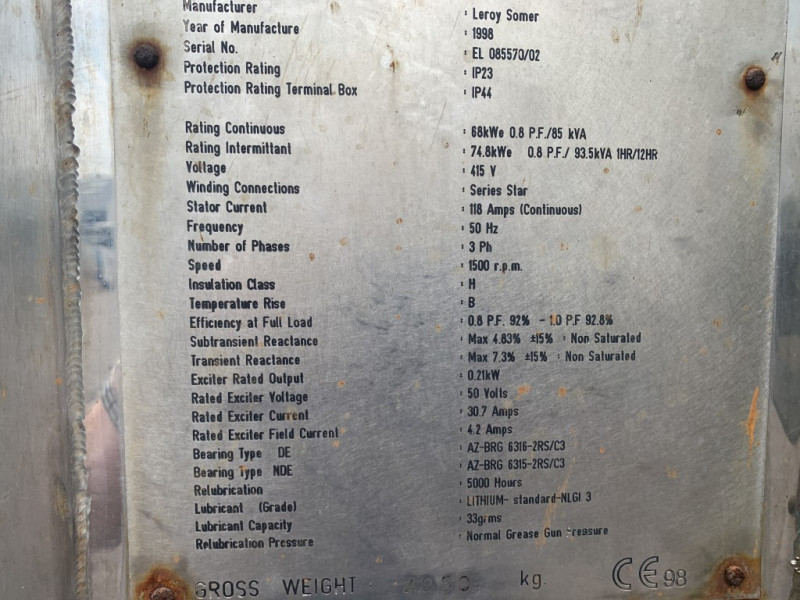 Manufacturer : Leroy Somer
Year of Manufacture : 1998
Serial No. : EL 085570/02
Protection Rating : IP23
Protection Rating Terminal Box : IP44
Rating Continuous : 68kWe 0.8 P.F./85 kVA
Rating Intermittant : 74.8kWe 0.8 P.F./ 93.5kVA 1HR/12HR
Voltage : 415 V
Winding Connections : Series Star
Stator Current : 118 Amps (Continuous)
Frequency : 50 Hz
Number of Phases : 3 Ph
Speed : 1500 r.p.m.
Insulation Class : H
Temperature Rise : B
Efficiency at Full Load : 0.8 P.F. 92% - 1.0 P.F 92.8%
Subtransient Reactance : Max 4.83% ±15% : Non Saturated
Transient Reactance : Max 7.3% ±15% : Non Saturated
Exciter Rated Output : 0.21kW
Rated Exciter Voltage : 50 Volts
Rated Exciter Current : 30.7 Amps
Rated Exciter Field Current : 4.2 Amps
Bearing Type DE : AZ-BRG 6316-2RS/C3
Bearing Type NDE : AZ-BRG 6315-2RS/C3
Relubrication : 5000 Hours
Lubricant (Grade) : LITHIUM- standard-NLGI 3
Lubricant Capacity : 33grms
Relubrication Pressure : Normal Grease Gun Pressure
GROSS WEIGHT kg. CE 98